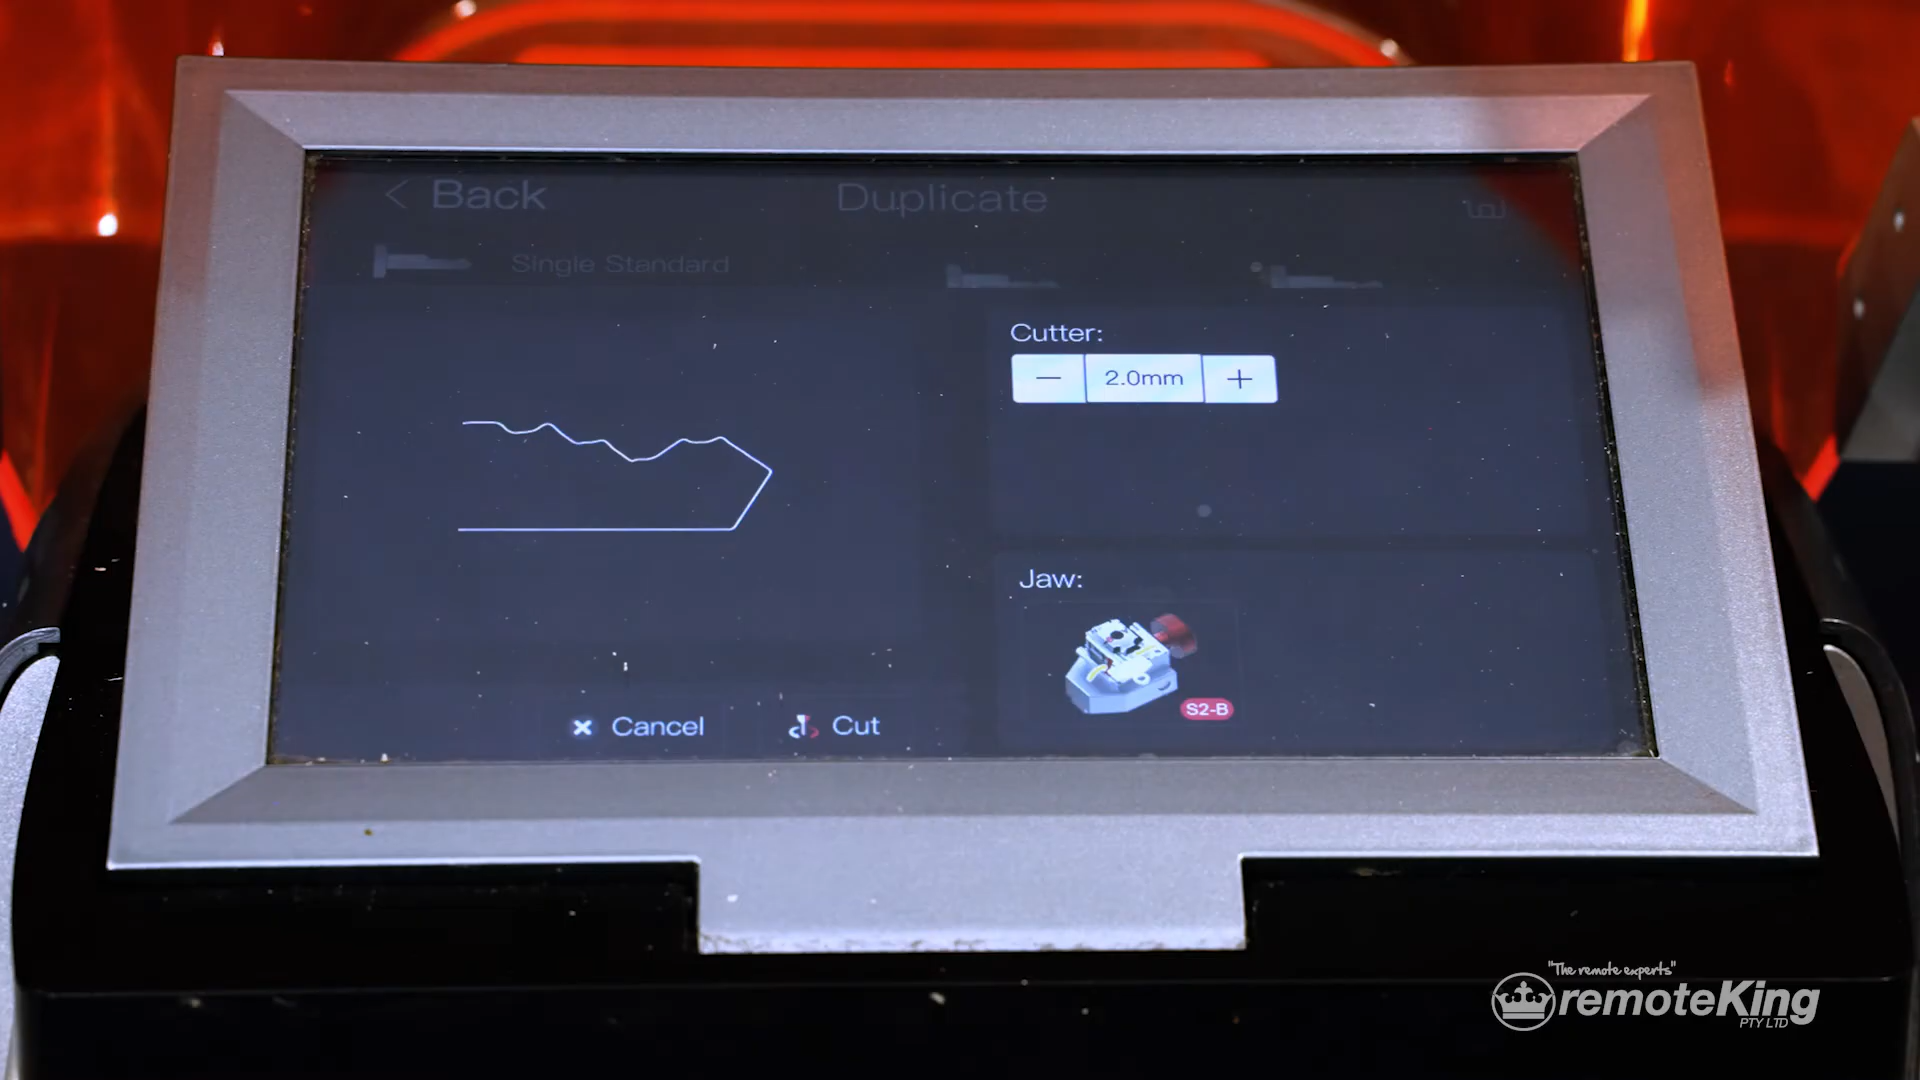 Back
Duplicate
Single Standard
Cutter:
2.0mm
Jaw:
S2-B
Cancel
Cut
"The remote experts"
remoteKing
PTY LTD